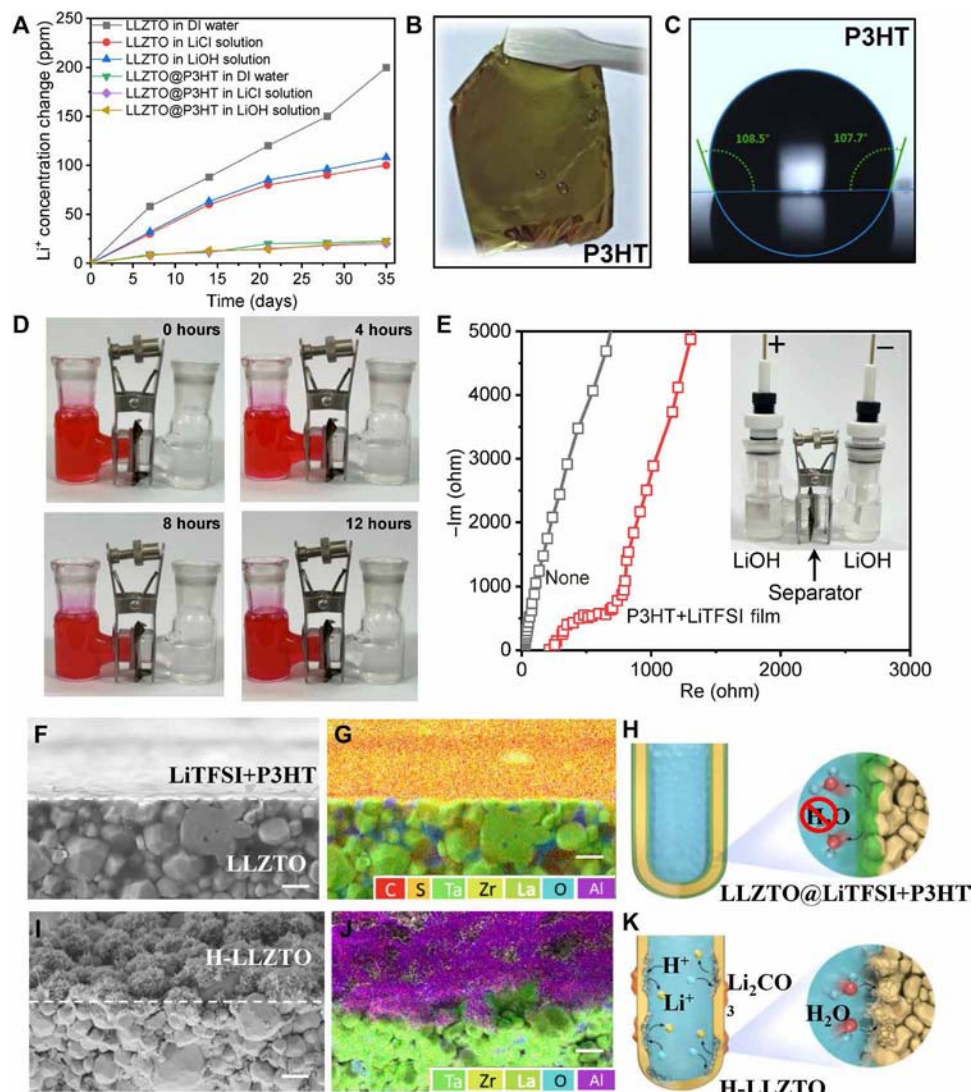 A
Li⁺ concentration change (ppm)
250
200
150
100
50
0
LLZTO in DI water
LLZTO in LiCl solution
LLZTO in LiOH solution
LLZTO@P3HT in DI water
LLZTO@P3HT in LiCl solution
LLZTO@P3HT in LiOH solution
0 5 10 15 20 25 30 35
Time (days)
B
P3HT
C
P3HT
108.5° 107.7°
D
0 hours
4 hours
8 hours
12 hours
E
−Im (ohm)
5000
4000
3000
2000
1000
0
None
P3HT+LiTFSI film
+ −
LiOH LiOH
Separator
0 1000 2000 3000
Re (ohm)
F
LiTFSI+P3HT
LLZTO
G
C S Ta Zr La O Al
H
H₂O
LLZTO@LiTFSI+P3HT
I
H-LLZTO
J
Ta Zr La O Al
K
H⁺
Li⁺
Li₂CO
3
H₂O
H-LLZTO